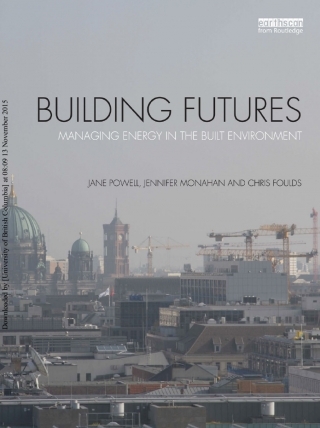 earthscan
from Routledge
BUILDING FUTURES
MANAGING ENERGY IN THE BUILT ENVIRONMENT
JANE POWELL, JENNIFER MONAHAN AND CHRIS FOULDS
Downloaded by [University of British Columbia] at 08:09 13 November 2015